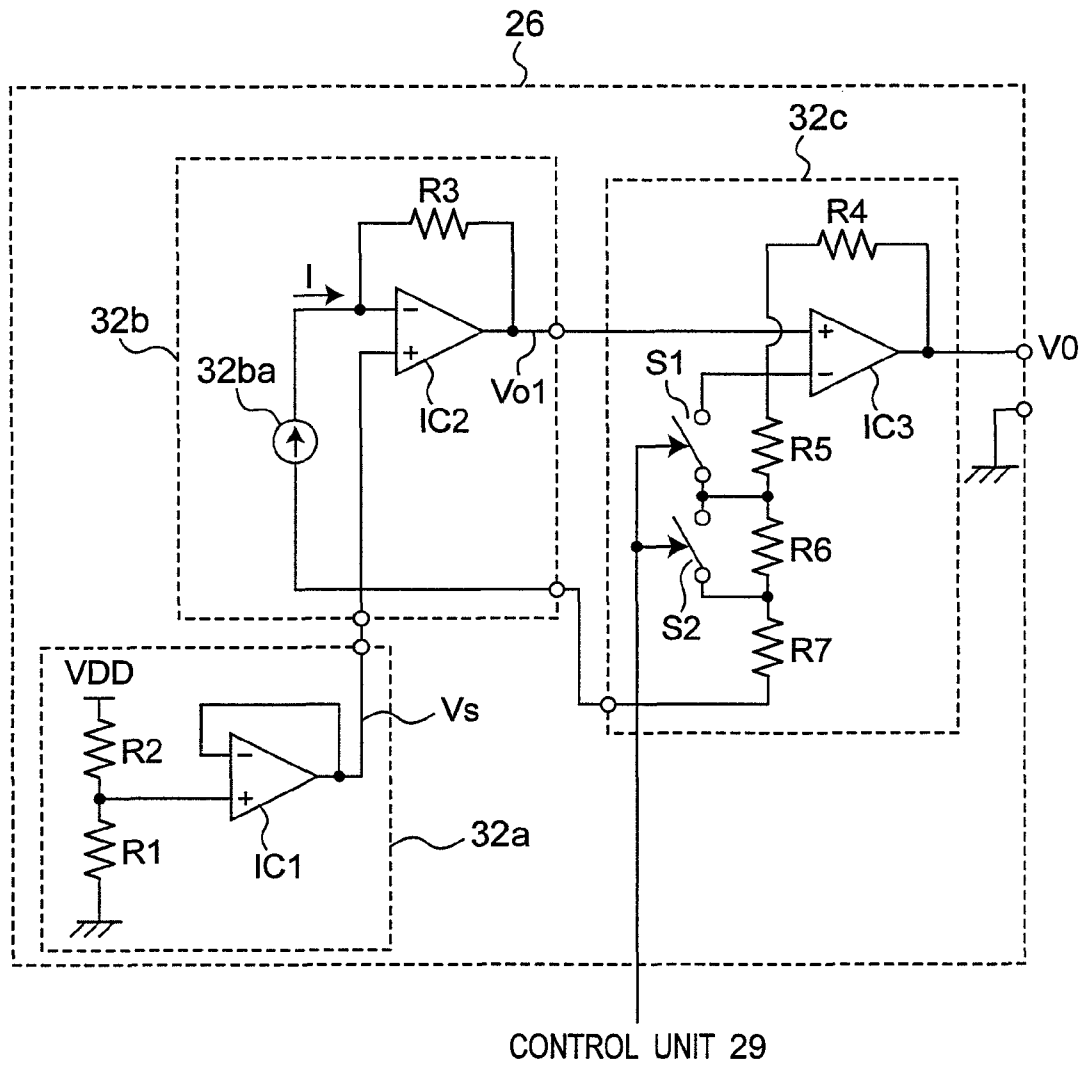 26
32c
R3
R4
I
−
+
32b
+
−
V0
32ba
Vo1
S1
IC2
IC3
R5
R6
S2
R7
VDD
Vs
R2
−
+
R1
IC1
32a
CONTROL UNIT 29